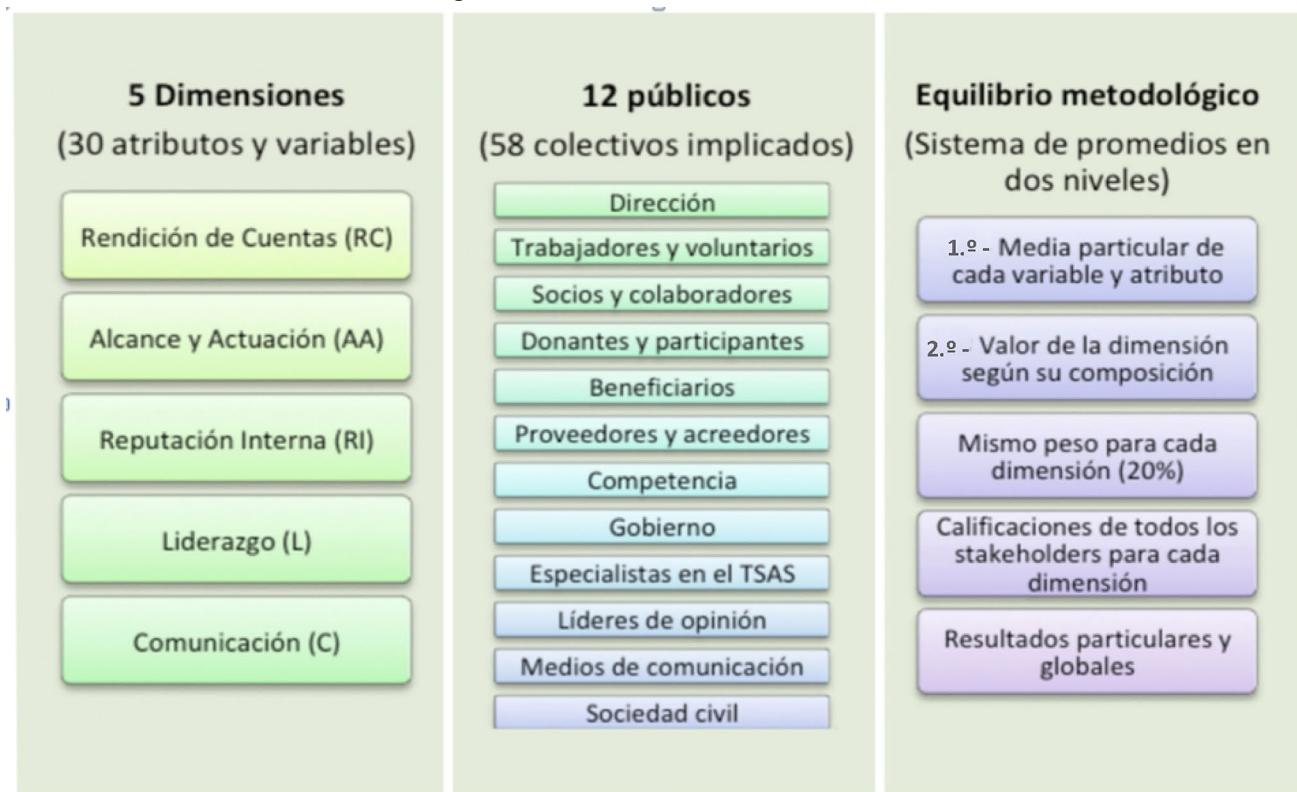 5 Dimensiones
(30 atributos y variables)
Rendición de Cuentas (RC)
Alcance y Actuación (AA)
Reputación Interna (RI)
Liderazgo (L)
Comunicación (C)
12 públicos
(58 colectivos implicados)
Dirección
Trabajadores y voluntarios
Socios y colaboradores
Donantes y participantes
Beneficiarios
Proveedores y acreedores
Competencia
Gobierno
Especialistas en el TSAS
Líderes de opinión
Medios de comunicación
Sociedad civil
Equilibrio metodológico
(Sistema de promedios en
dos niveles)
1.º - Media particular de
cada variable y atributo
2.º - Valor de la dimensión
según su composición
Mismo peso para cada
dimensión (20%)
Calificaciones de todos los
stakeholders para cada
dimensión
Resultados particulares y
globales